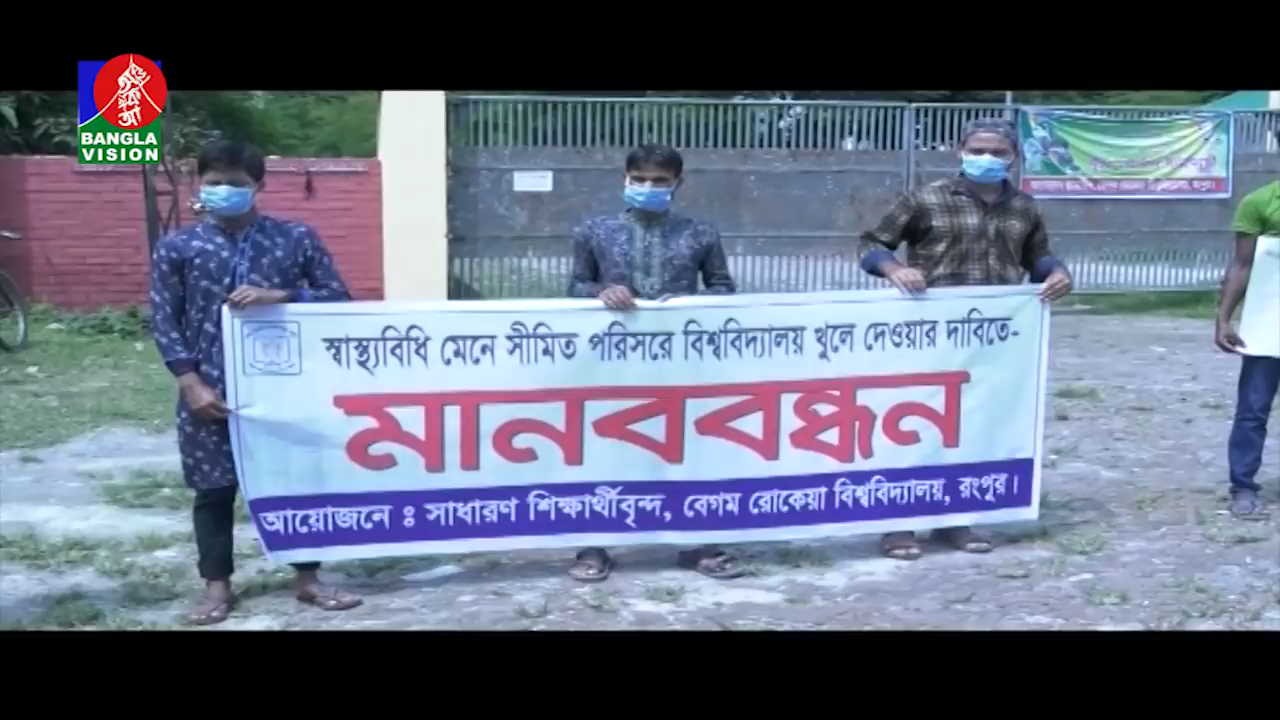 BANGLA
VISION
স্বাস্থ্যবিধি মেনে সীমিত পরিসরে বিশ্ববিদ্যালয় খুলে দেওয়ার দাবিতে-
মানববন্ধন
আয়োজনে ঃ সাধারণ শিক্ষার্থীবৃন্দ, বেগম রোকেয়া বিশ্ববিদ্যালয়, রংপুর।